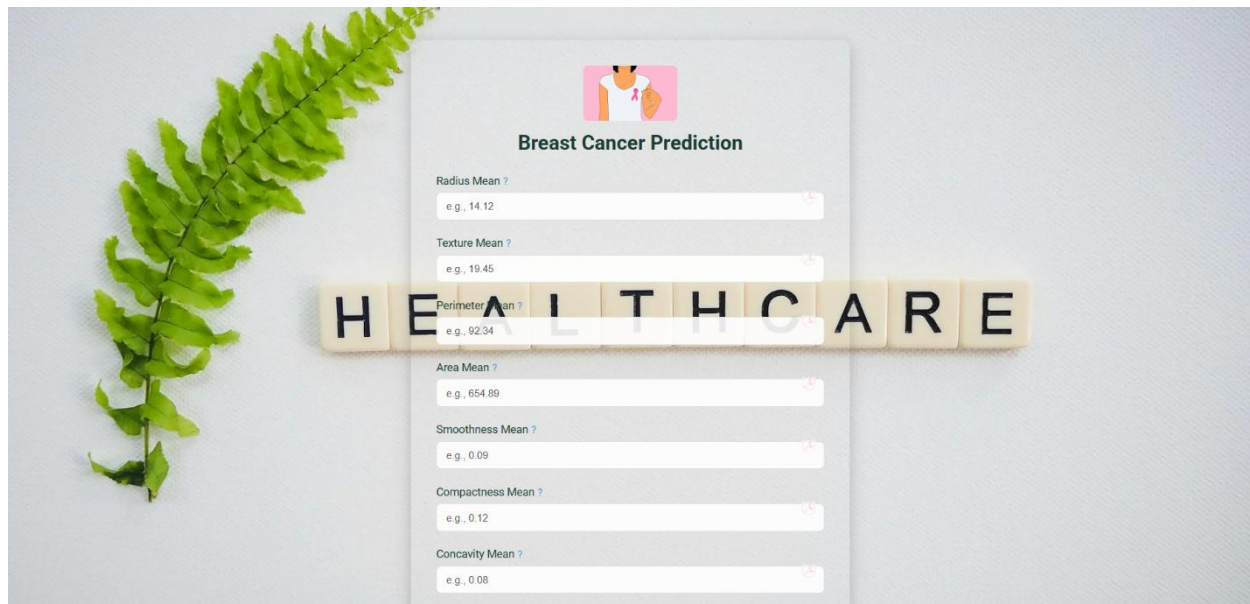 Breast Cancer Prediction
Radius Mean ?
e.g., 14.12
Texture Mean ?
e.g., 19.45
HEALTHCARE
Perimeter Mean ?
e.g., 92.34
Area Mean ?
e.g., 654.89
Smoothness Mean ?
e.g., 0.09
Compactness Mean ?
e.g., 0.12
Concavity Mean ?
e.g., 0.08